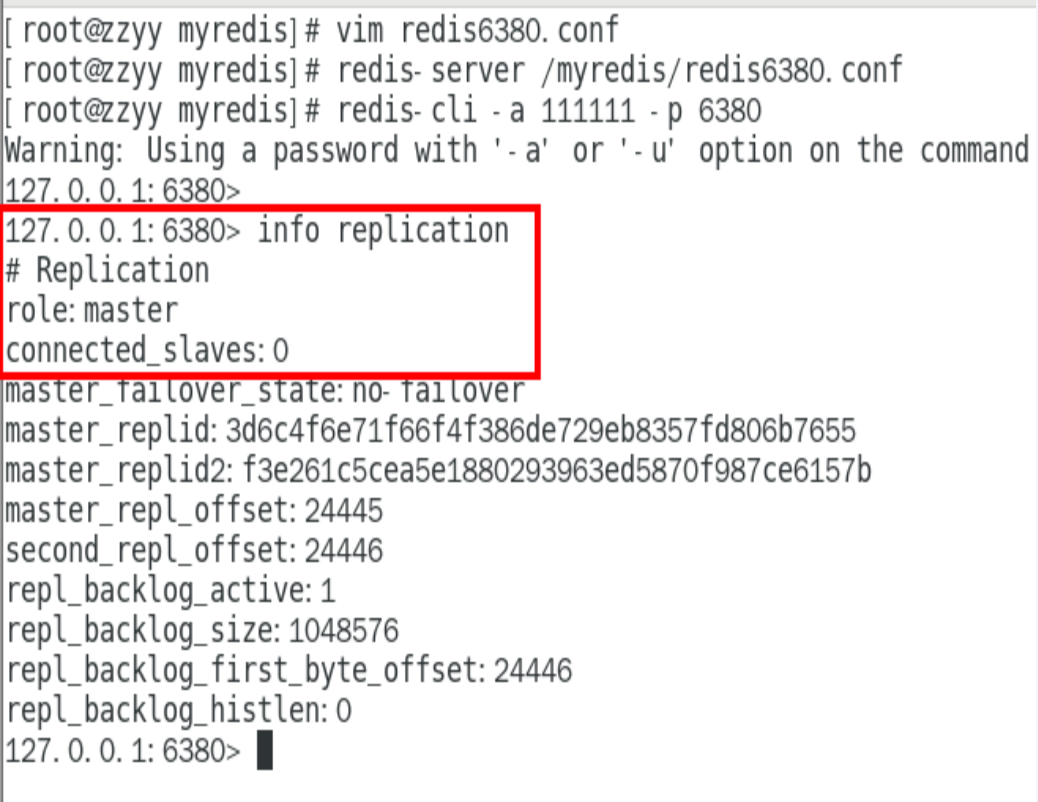 [root@zzyy myredis]# vim redis6380.conf
[root@zzyy myredis]# redis-server /myredis/redis6380.conf
[root@zzyy myredis]# redis-cli -a 111111 -p 6380
Warning: Using a password with '-a' or '-u' option on the command
127.0.0.1:6380>
127.0.0.1:6380> info replication
# Replication
role:master
connected_slaves:0
master_failover_state:no-failover
master_replid:3d6c4f6e71f66f4f386de729eb8357fd806b7655
master_replid2:f3e261c5cea5e1880293963ed5870f987ce6157b
master_repl_offset:24445
second_repl_offset:24446
repl_backlog_active:1
repl_backlog_size:1048576
repl_backlog_first_byte_offset:24446
repl_backlog_histlen:0
127.0.0.1:6380>